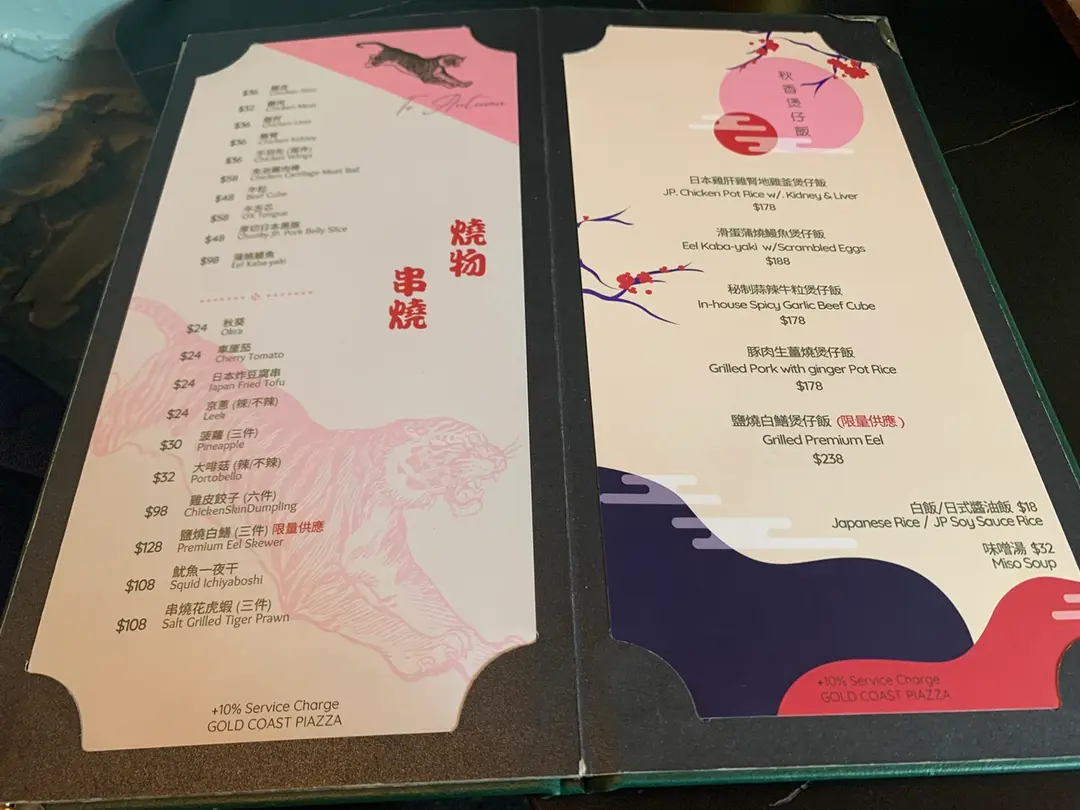 To Autumn
$36 雞皮
Chicken Skin
$32 雞肉
Chicken Meat
$36 雞肝
Chicken Liver
$36 雞腎
Chicken Kidney
$36 手羽先 (兩件)
Chicken Wings
$58
Chicken Cartilage Meat Ball
$48 牛粒
Beef Cube
$58 牛舌芯
OX Tongue
$48 厚切日本黑豚
Chunky JP. Pork Belly Slice
$98 蒲燒鰻魚
Eel Kaba-yaki
燒物
串燒
$24 秋葵
Okra
$24 車厘茄
Cherry Tomato
$24 日本炸豆腐串
Japan Fried Tofu
$24 京蔥 (辣/不辣)
Leek
$30 菠蘿 (三件)
Pineapple
$32 大啡菇 (辣/不辣)
Portobello
$98 雞皮餃子 (六件)
ChickenSkinDumpling
$128 鹽燒白鱔 (三件) 限量供應
Premium Eel Skewer
$108 魷魚一夜干
Squid Ichiyaboshi
$108 串燒花虎蝦 (三件)
Salt Grilled Tiger Prawn
+10% Service Charge
GOLD COAST PIAZZA
秋香煲仔飯
日本雞肝雞腎地雞釜煲仔飯
JP. Chicken Pot Rice w/. Kidney & Liver
$178
滑蛋蒲燒鰻魚煲仔飯
Eel Kaba-yaki w/Scrambled Eggs
$188
秘制蒜辣牛粒煲仔飯
In-house Spicy Garlic Beef Cube
$178
豚肉生薑燒煲仔飯
Grilled Pork with ginger Pot Rice
$178
鹽燒白鱔煲仔飯 (限量供應)
Grilled Premium Eel
$238
白飯/日式醬油飯 $18
Japanese Rice / JP Soy Sauce Rice
味噌湯 $32
Miso Soup
+10% Service Charge
GOLD COAST PIAZZA